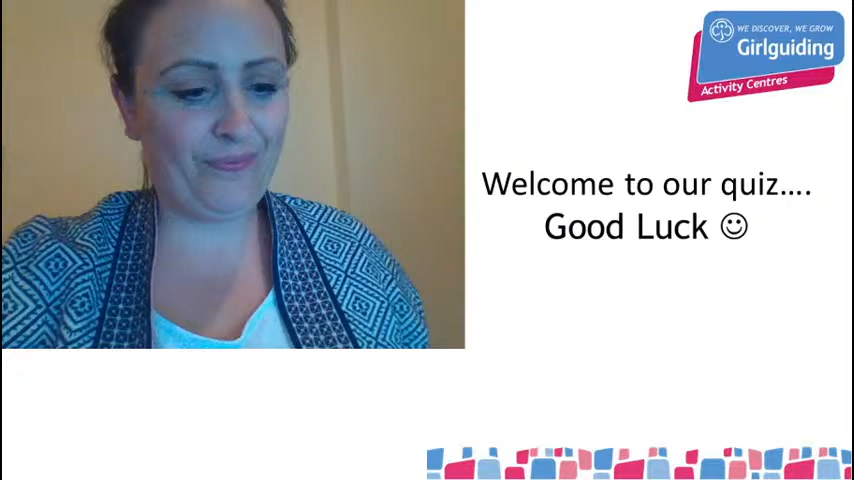 WE DISCOVER, WE GROW
Girlguiding
Activity Centres
Welcome to our quiz....
Good Luck ☺